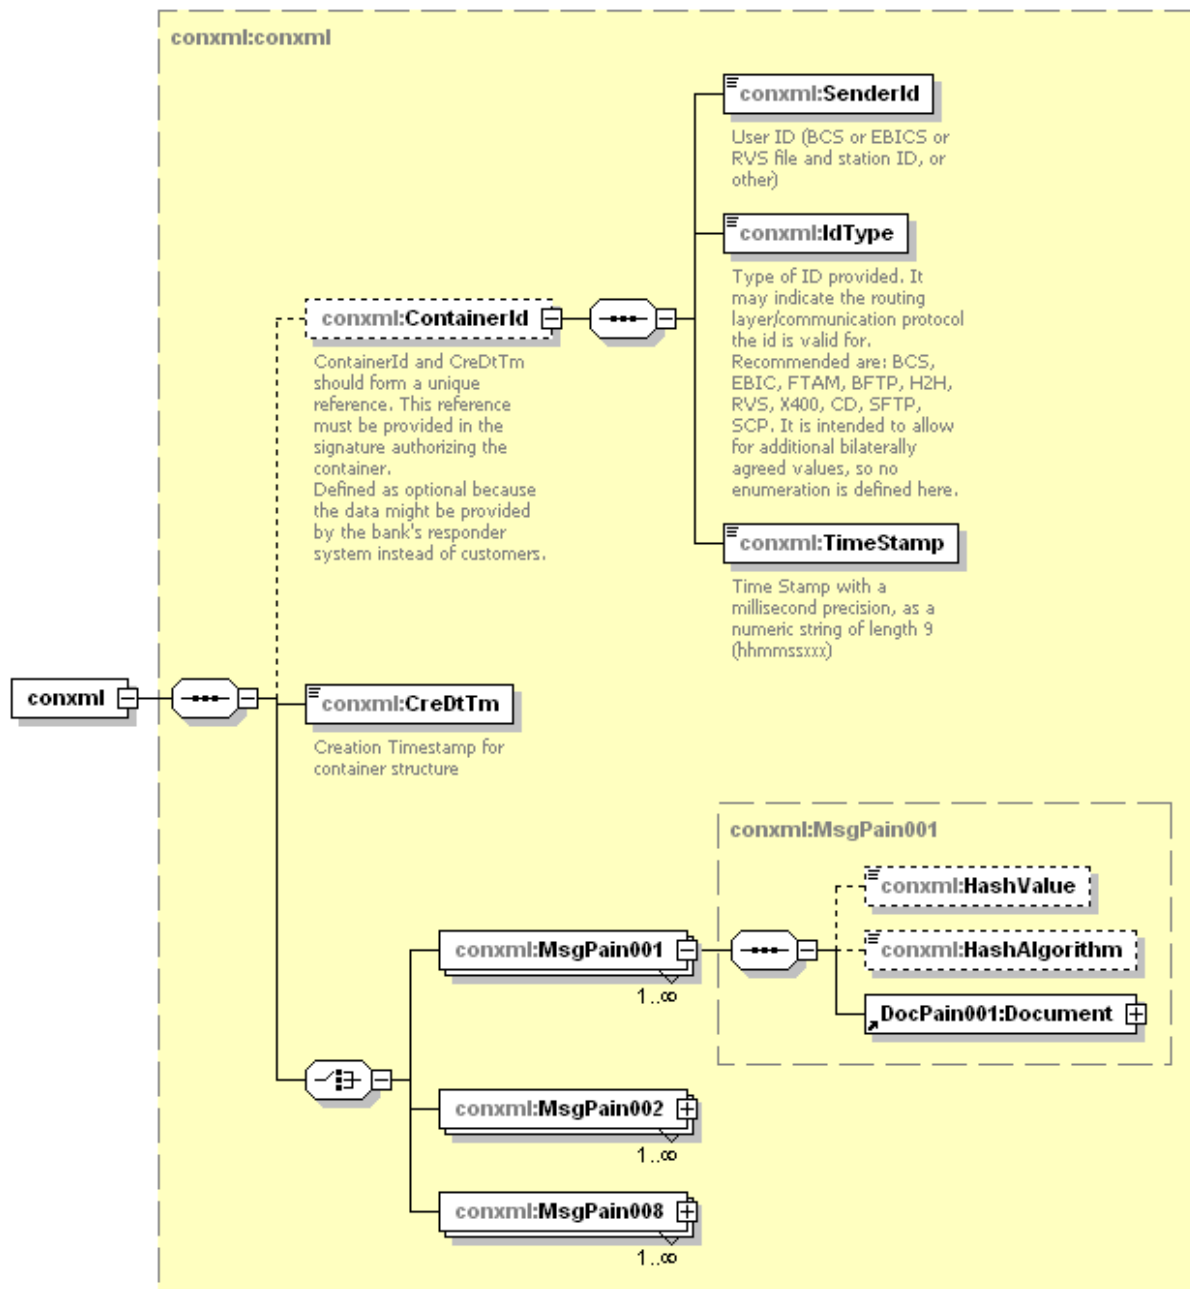 conxml:conxml
conxml:SenderId
User ID (BCS or EBICS or
RVS file and station ID, or
other)
conxml:IdType
Type of ID provided. It
may indicate the routing
layer/communication protocol
the id is valid for.
Recommended are: BCS,
EBIC, FTAM, BFTP, H2H,
RVS, X400, CD, SFTP,
SCP. It is intended to allow
for additional bilaterally
agreed values, so no
enumeration is defined here.
conxml:ContainerId
ContainerId and CreDtTm
should form a unique
reference. This reference
must be provided in the
signature authorizing the
container.
Defined as optional because
the data might be provided
by the bank's responder
system instead of customers.
conxml:TimeStamp
Time Stamp with a
millisecond precision, as a
numeric string of length 9
(hhmmssxxx)
conxml
conxml:CreDtTm
Creation Timestamp for
container structure
conxml:MsgPain001
conxml:HashValue
conxml:HashAlgorithm
DocPain001:Document
conxml:MsgPain001
1..∞
conxml:MsgPain002
1..∞
conxml:MsgPain008
1..∞